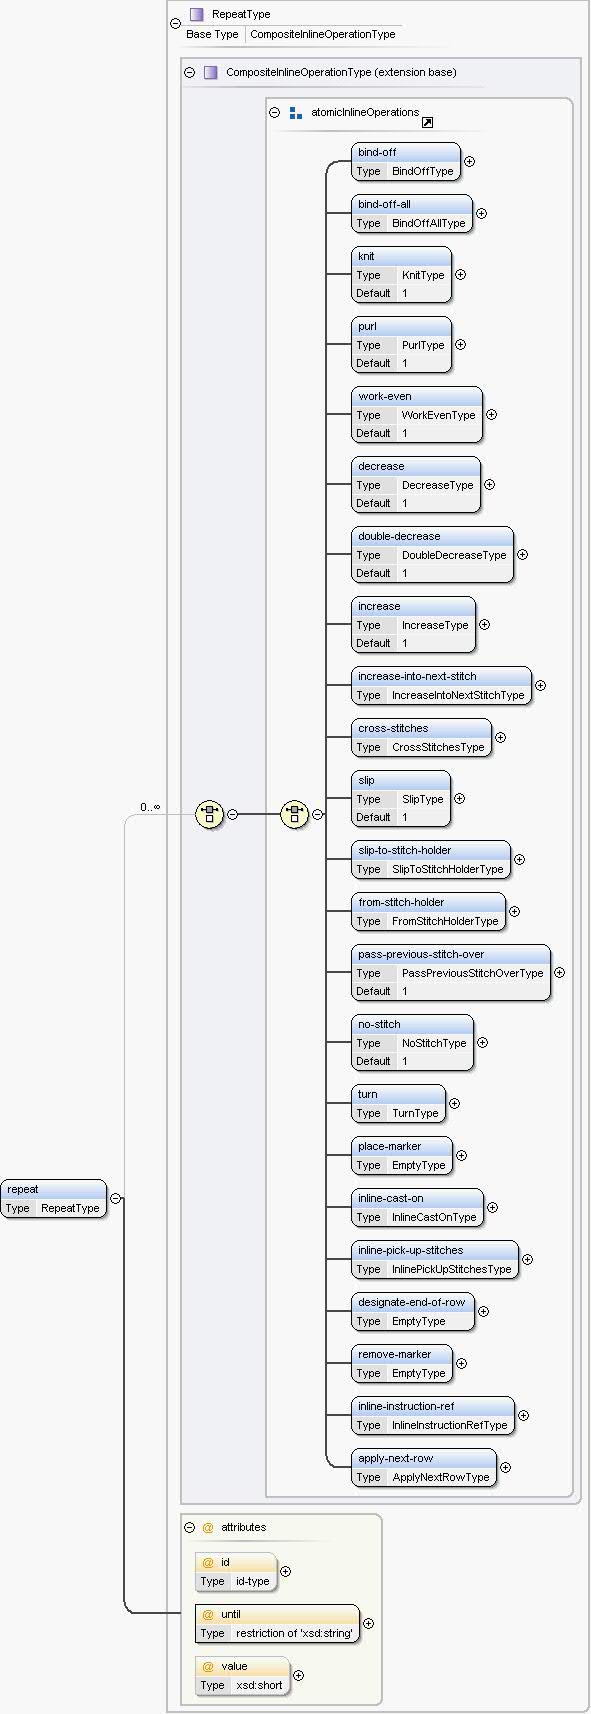 RepeatType
Base Type CompositeInlineOperationType
CompositeInlineOperationType (extension base)
atomicInlineOperations
bind-off
Type BindOffType
bind-off-all
Type BindOffAllType
knit
Type KnitType
Default 1
purl
Type PurlType
Default 1
work-even
Type WorkEvenType
Default 1
decrease
Type DecreaseType
Default 1
double-decrease
Type DoubleDecreaseType
Default 1
increase
Type IncreaseType
Default 1
increase-into-next-stitch
Type IncreaseIntoNextStitchType
cross-stitches
Type CrossStitchesType
slip
Type SlipType
Default 1
0..∞
slip-to-stitch-holder
Type SlipToStitchHolderType
from-stitch-holder
Type FromStitchHolderType
pass-previous-stitch-over
Type PassPreviousStitchOverType
Default 1
no-stitch
Type NoStitchType
Default 1
turn
Type TurnType
place-marker
Type EmptyType
repeat
Type RepeatType
inline-cast-on
Type InlineCastOnType
inline-pick-up-stitches
Type InlinePickUpStitchesType
designate-end-of-row
Type EmptyType
remove-marker
Type EmptyType
inline-instruction-ref
Type InlineInstructionRefType
apply-next-row
Type ApplyNextRowType
@ attributes
@ id
Type id-type
@ until
Type restriction of 'xsd:string'
@ value
Type xsd:short